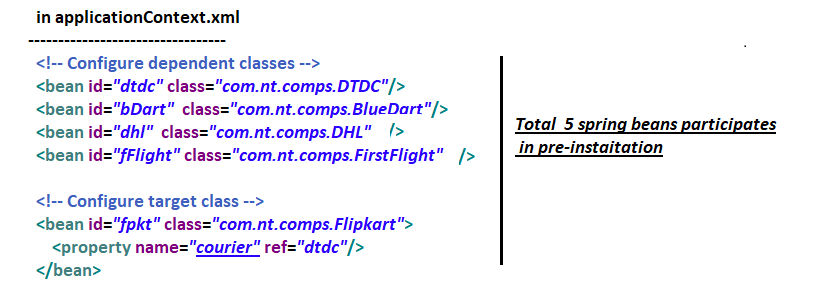 in applicationContext.xml
---------------------------------
<!-- Configure dependent classes -->
<bean id="dtdc" class="com.nt.comps.DTDC"/>
<bean id="bDart"  class="com.nt.comps.BlueDart"/>
<bean id="dhl"  class="com.nt.comps.DHL"   />
<bean id="fFlight" class="com.nt.comps.FirstFlight"   />
<!-- Configure target class -->
<bean id="fpkt" class="com.nt.comps.Flipkart">
<property name="courier" ref="dtdc"/>
</bean>
Total  5 spring beans participates
in pre-instaitation